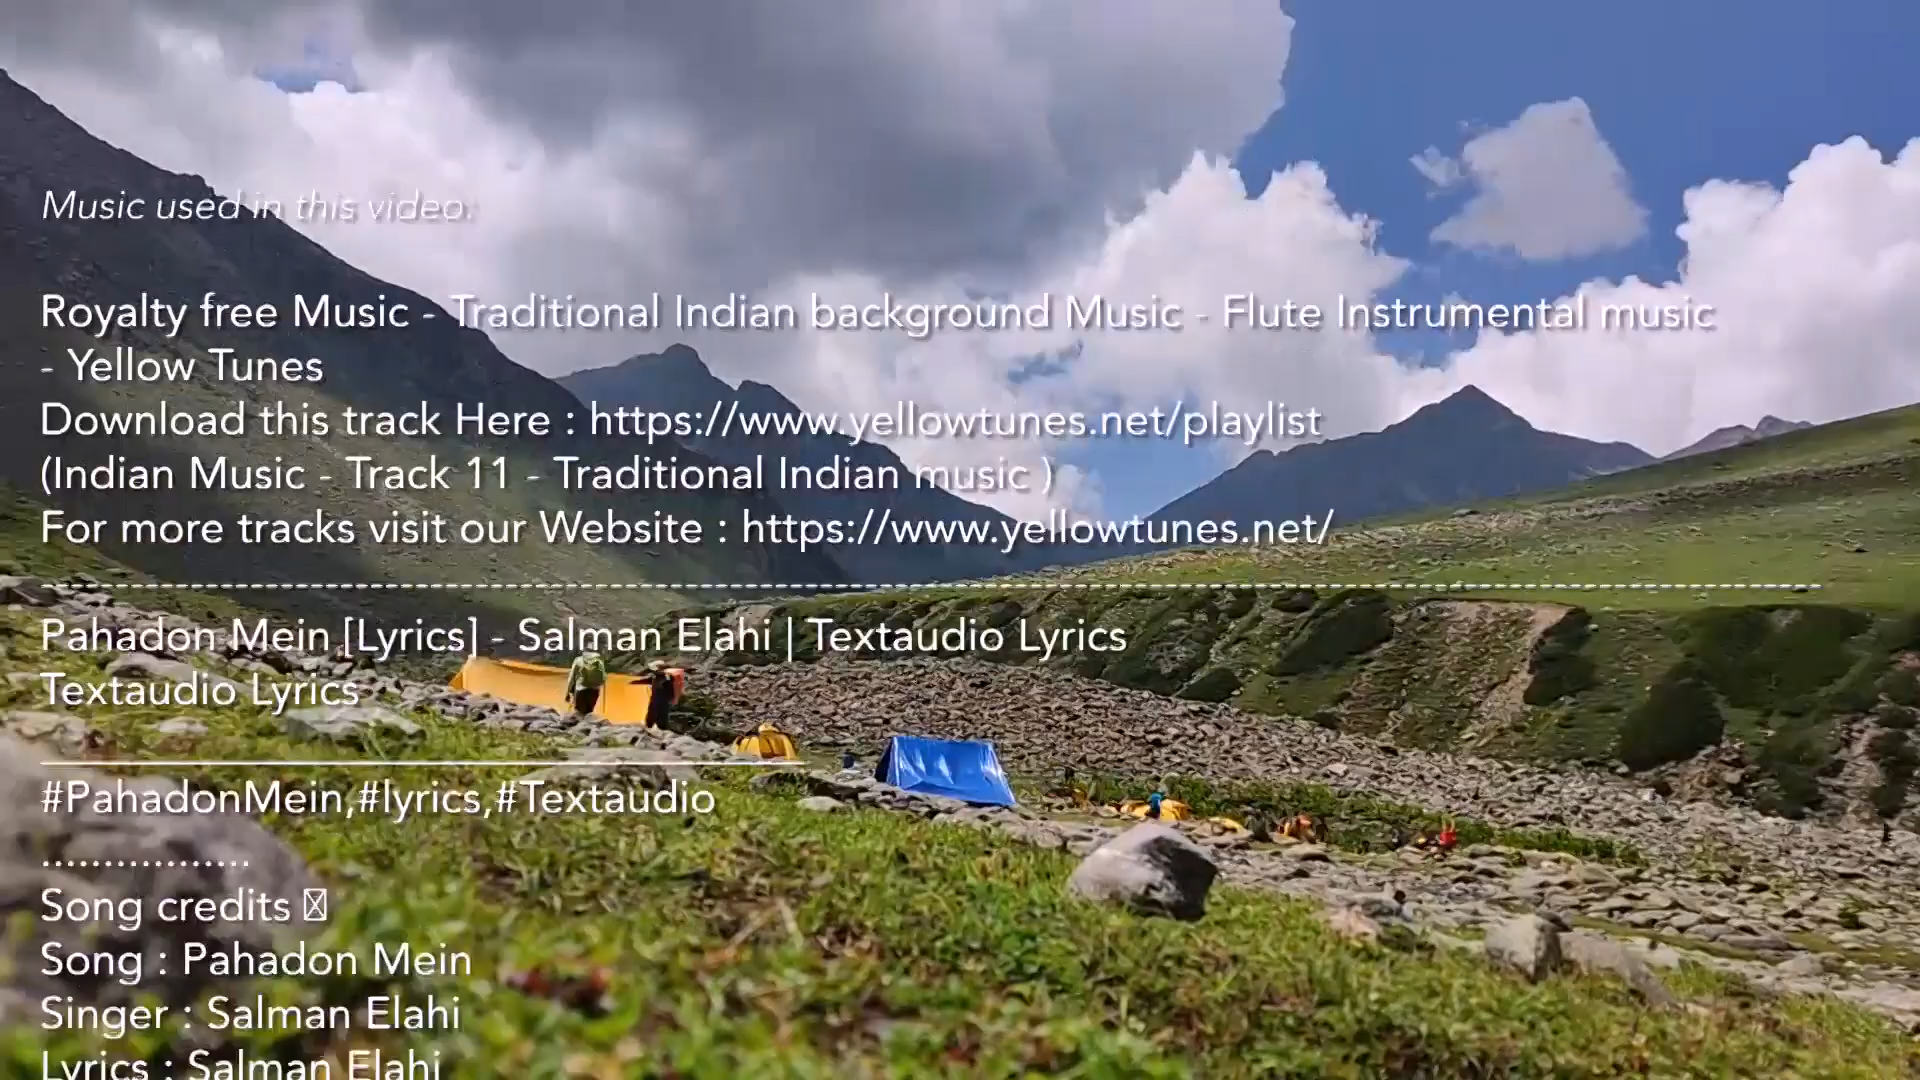 Music used in this video:
Royalty free Music - Traditional Indian background Music - Flute Instrumental music
- Yellow Tunes
Download this track Here : https://www.yellowtunes.net/playlist
(Indian Music - Track 11 - Traditional Indian music )
For more tracks visit our Website : https://www.yellowtunes.net/
-----------------------------------------------------------------------------------------------------------------------------------------
Pahadon Mein [Lyrics] - Salman Elahi | Textaudio Lyrics
Textaudio Lyrics
___________________________________
#PahadonMein,#lyrics,#Textaudio
.................
Song credits
Song : Pahadon Mein
Singer : Salman Elahi
Lyrics : Salman Elahi